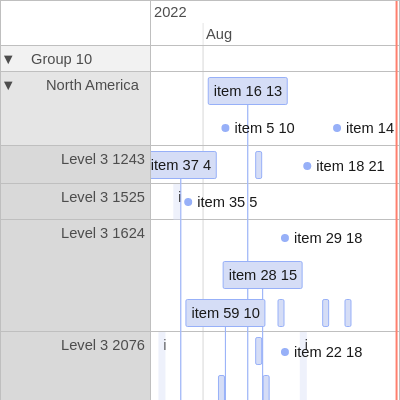 2022
Aug
▼ Group 10
▼ North America
item 16 13
item 5 10
item 14
Level 3 1243
item 37 4
item 18 21
Level 3 1525
i
item 35 5
Level 3 1624
item 29 18
item 28 15
item 59 10
Level 3 2076
i
i
item 22 18